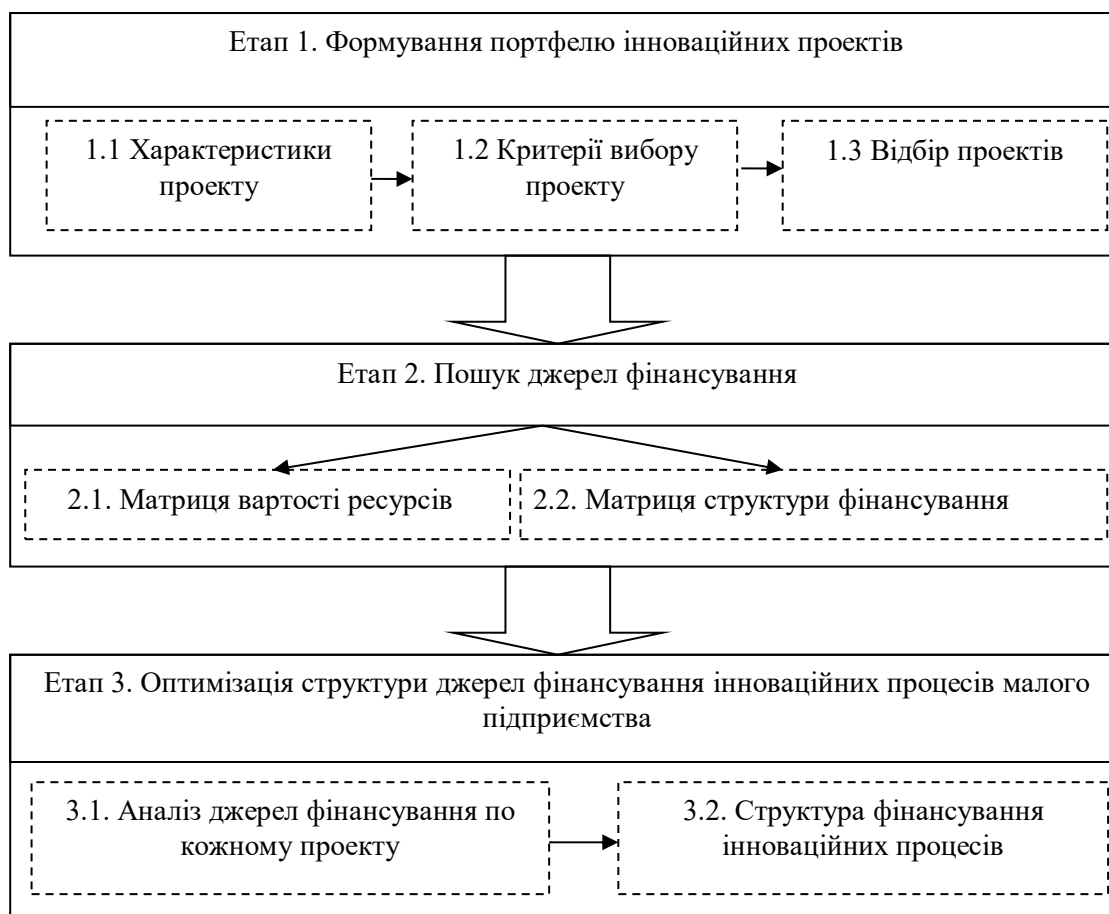 Етап 1. Формування портфелю інноваційних проектів
1.1 Характеристики
проекту
1.2 Критерії вибору
проекту
1.3 Відбір проектів
Етап 2. Пошук джерел фінансування
2.1. Матриця вартості ресурсів
2.2. Матриця структури фінансування
Етап 3. Оптимізація структури джерел фінансування інноваційних процесів малого
підприємства
3.1. Аналіз джерел фінансування по
кожному проекту
3.2. Структура фінансування
інноваційних процесів